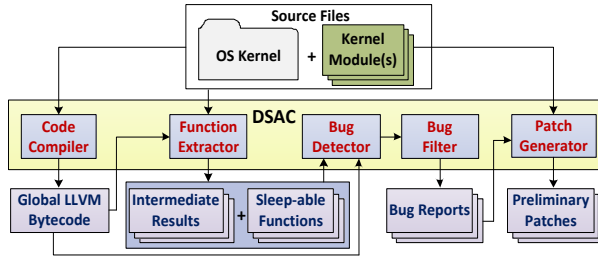 Source Files
OS Kernel
+
Kernel
Module(s)
DSAC
Code
Compiler
Function
Extractor
Bug
Detector
Bug
Filter
Patch
Generator
Global LLVM
Bytecode
Intermediate
Results
+
Sleep-able
Functions
Bug Reports
Preliminary
Patches